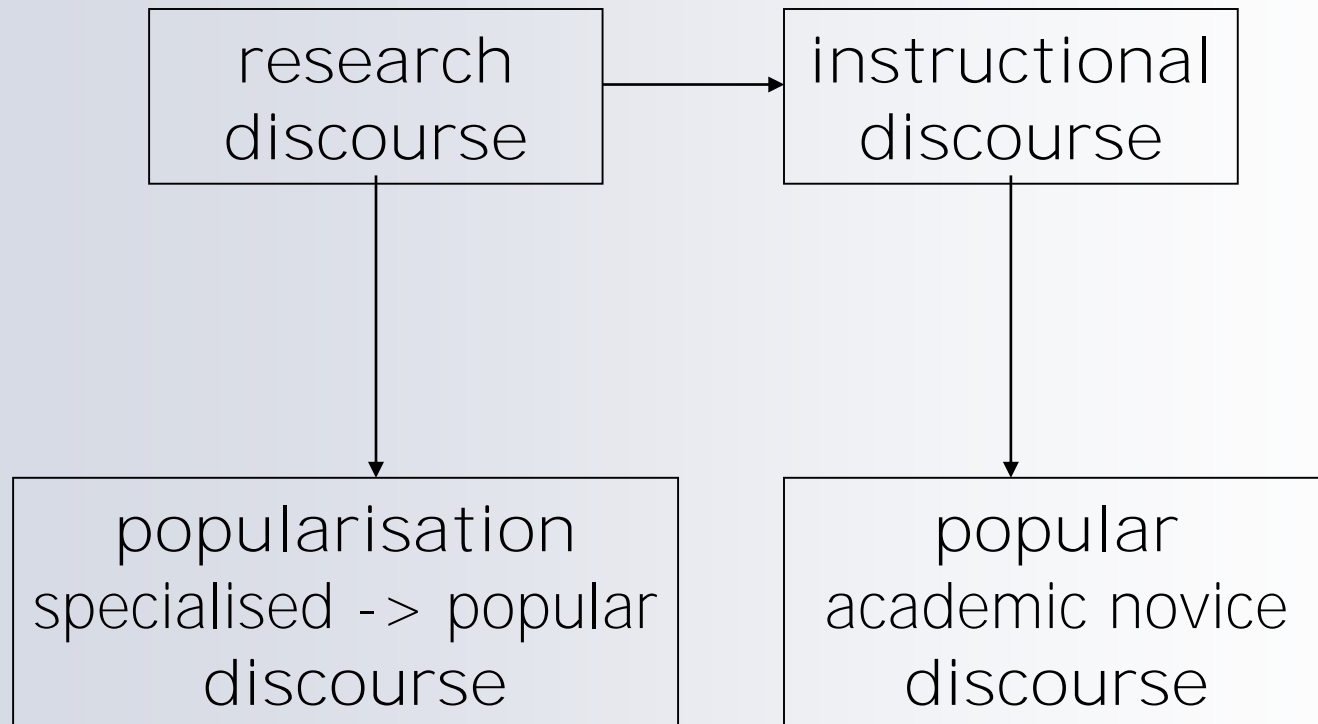 research
discourse
instructional
discourse
popularisation
specialised -> popular
discourse
popular
academic novice
discourse